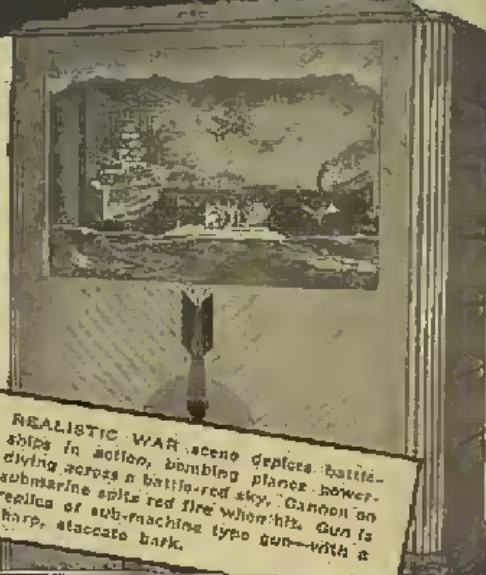 REALISTIC WAR scene depicts battle-
ships in action, bombing planes power-
diving across a battle-red sky. Cannon on
submarine spits red fire when hit. Gun is
replica of sub-machine type gun—with a
sharp, staccato bark.